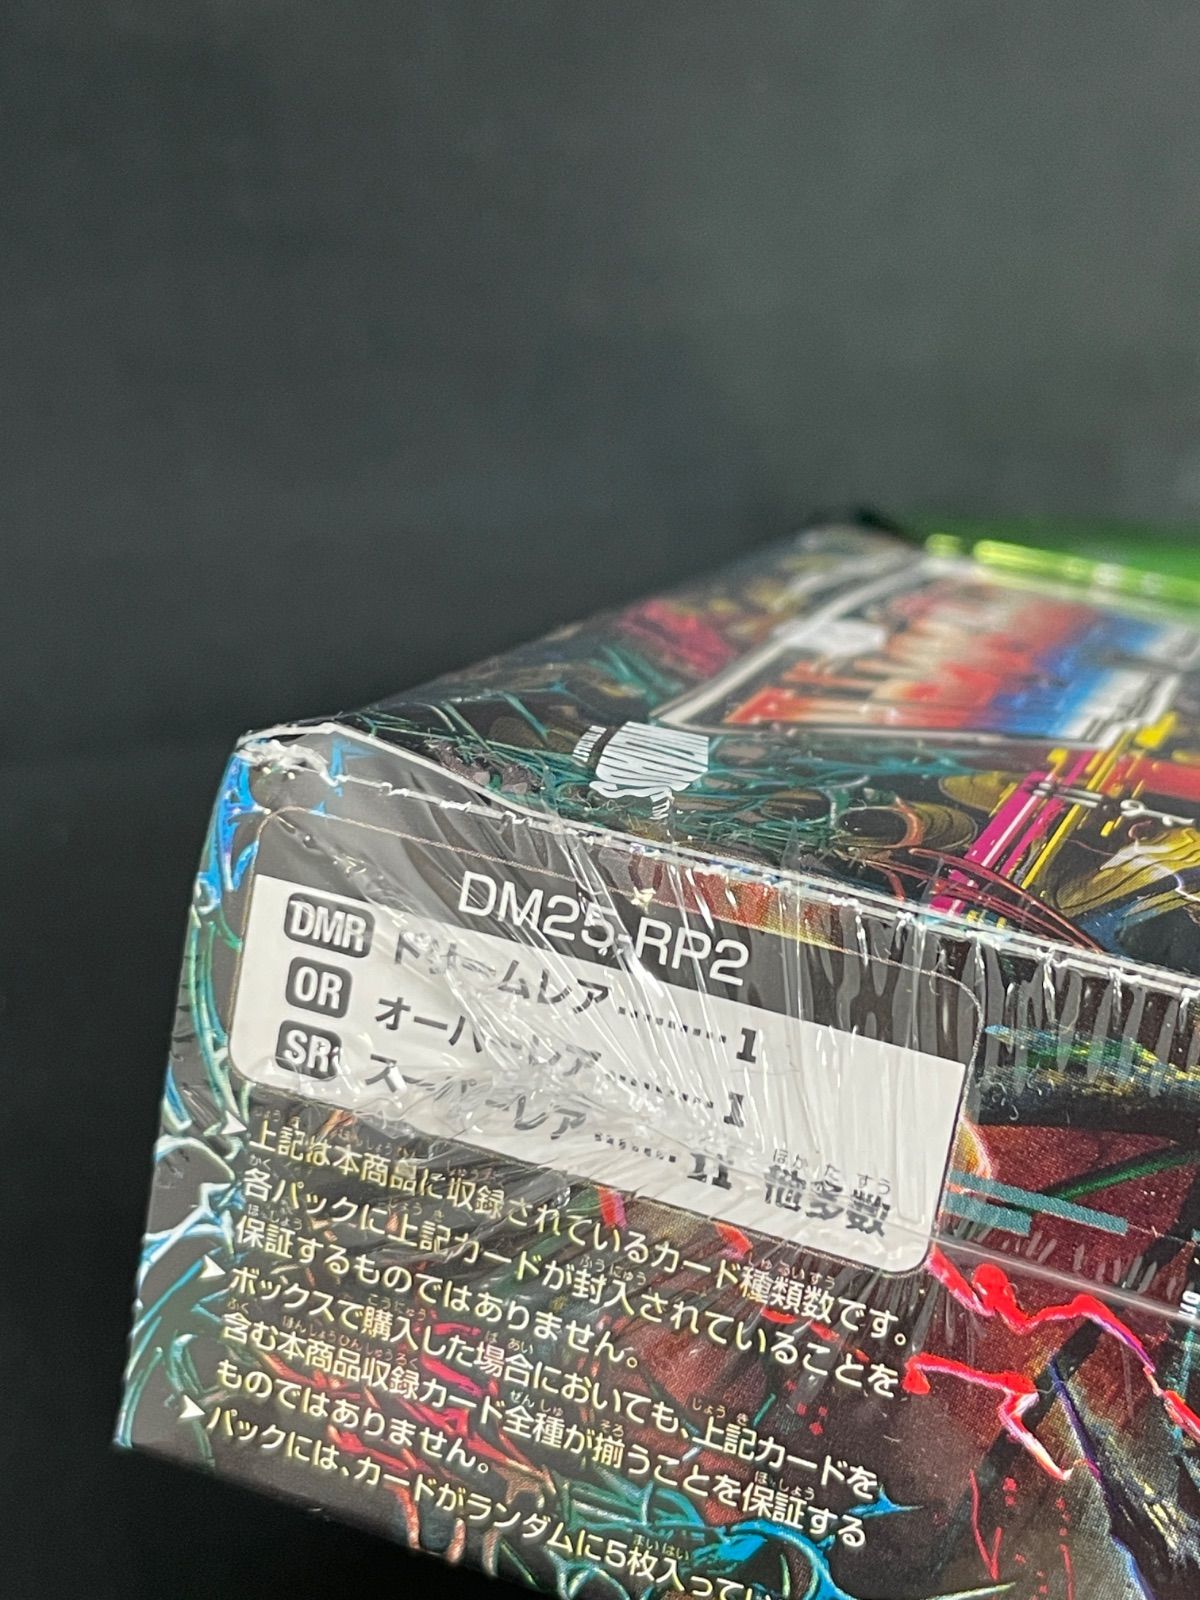 DM25-RP2
DMR ドリームレア 1
OR オーバーレア 1
SR スーパーレア 11 他多数
➤上記は本商品に収録されているカード種類数です。
各パックに上記カードが封入されていることを
保証するものではありません。
➤ボックスで購入した場合においても、上記カードを
含む本商品収録カード全種が揃うことを保証する
ものではありません。
➤パックには、カードがランダムに5枚入ってい